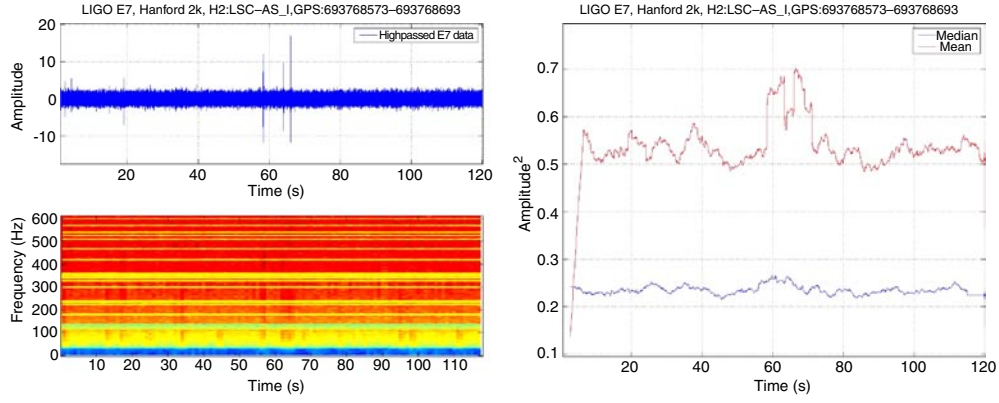 LIGO E7, Hanford 2k, H2:LSC–AS_I,GPS:693768573–693768693
Highpassed E7 data
Amplitude
20
10
0
-10
20 40 60 80 100 120
Time (s)
Frequency (Hz)
600
500
400
300
200
100
0
10 20 30 40 50 60 70 80 90 100 110
Time (s)
LIGO E7, Hanford 2k, H2:LSC–AS_I,GPS:693768573–693768693
Median
Mean
Amplitude2
0.7
0.6
0.5
0.4
0.3
0.2
0.1
20 40 60 80 100 120
Time (s)